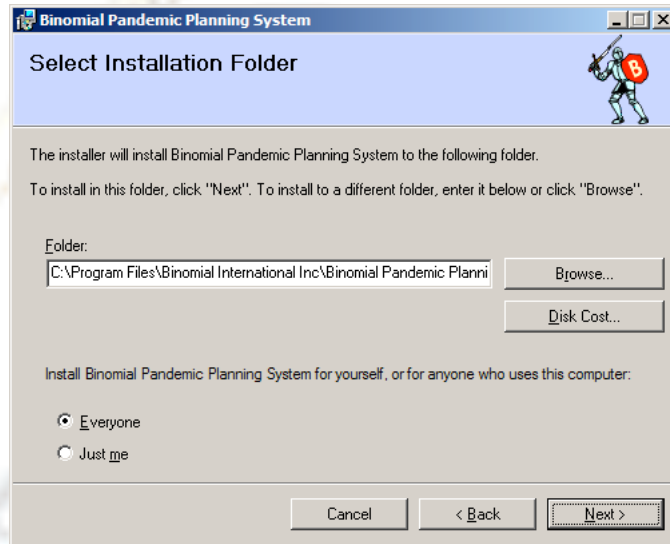 Binomial Pandemic Planning System
Select Installation Folder
B
The installer will install Binomial Pandemic Planning System to the following folder.
To install in this folder, click "Next". To install to a different folder, enter it below or click "Browse".
Folder:
C:\Program Files\Binomial International Inc\Binomial Pandemic Planni
Browse...
Disk Cost...
Install Binomial Pandemic Planning System for yourself, or for anyone who uses this computer:
Everyone
Just me
Cancel
< Back
Next >